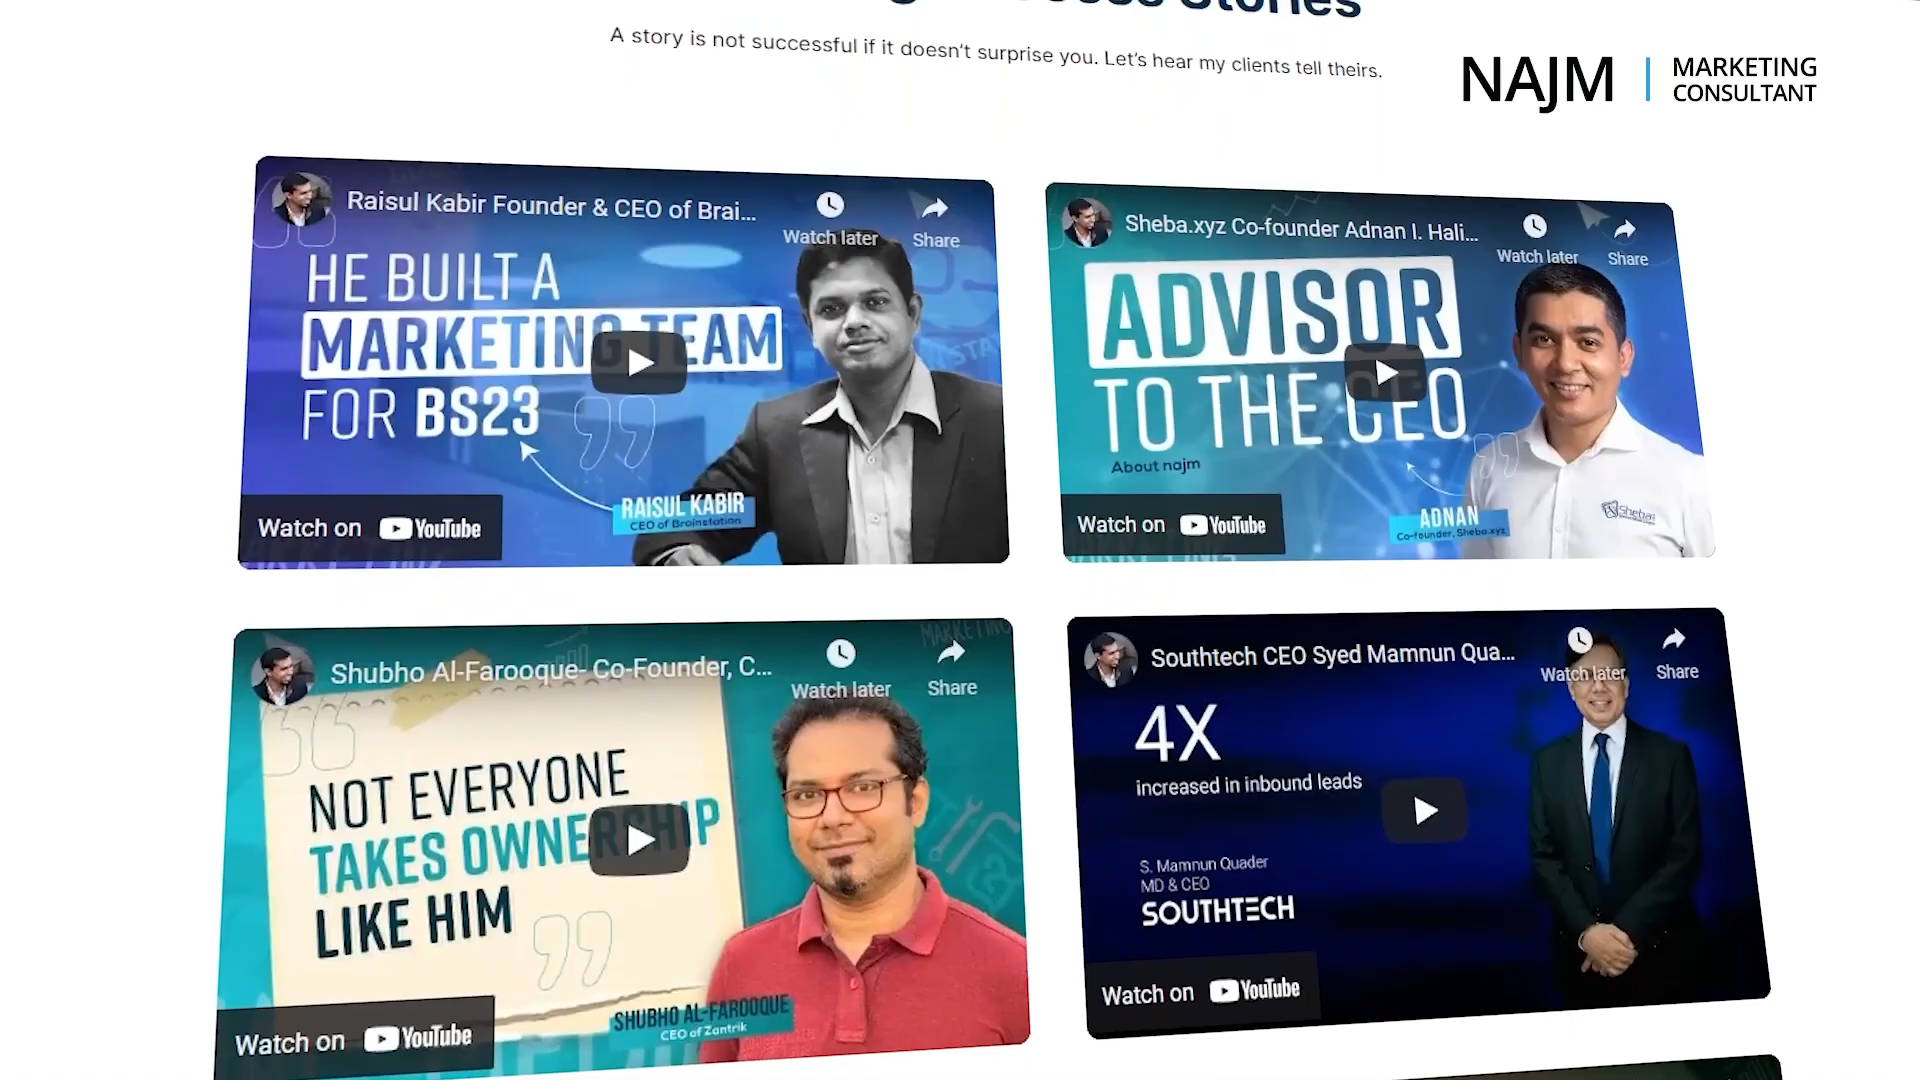 Stories
A story is not successful if it doesn't surprise you. Let's hear my clients tell theirs.
NAJM
MARKETING
CONSULTANT
Raisul Kabir Founder & CEO of Brai...
Watch later
Share
HE BUILT A
MARKETING TEAM
FOR BS23
RAISUL KABIR
CEO of Brainstation
Watch on YouTube
Sheba.xyz Co-founder Adnan I. Hali...
Watch later
Share
ADVISOR
TO THE CEO
About najm
ADNAN
Co-founder, Sheba.xyz
Sheba
Watch on YouTube
Shubho Al-Farooque- Co-Founder, C...
Watch later
Share
MARKETING
NOT EVERYONE
TAKES OWNERSHIP
LIKE HIM
SHUBHO AL-FAROOQUE
CEO of Zantrik
Watch on YouTube
Southtech CEO Syed Mamnun Qua...
Watch later
Share
4X
increased in inbound leads
S. Mamnun Quader
MD & CEO
SOUTHTECH
Watch on YouTube